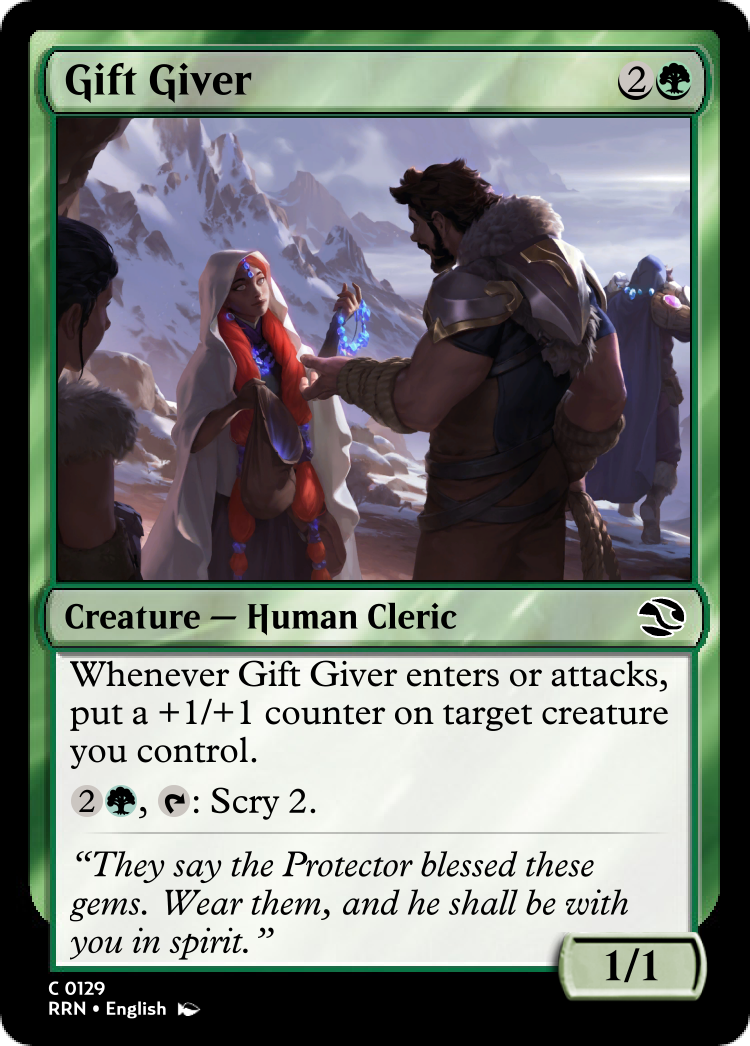 Gift Giver 2
Creature — Human Cleric
Whenever Gift Giver enters or attacks,
put a +1/+1 counter on target creature
you control.
2 , : Scry 2.
“They say the Protector blessed these
gems. Wear them, and he shall be with
you in spirit.”
1/1
C 0129
RRN • English